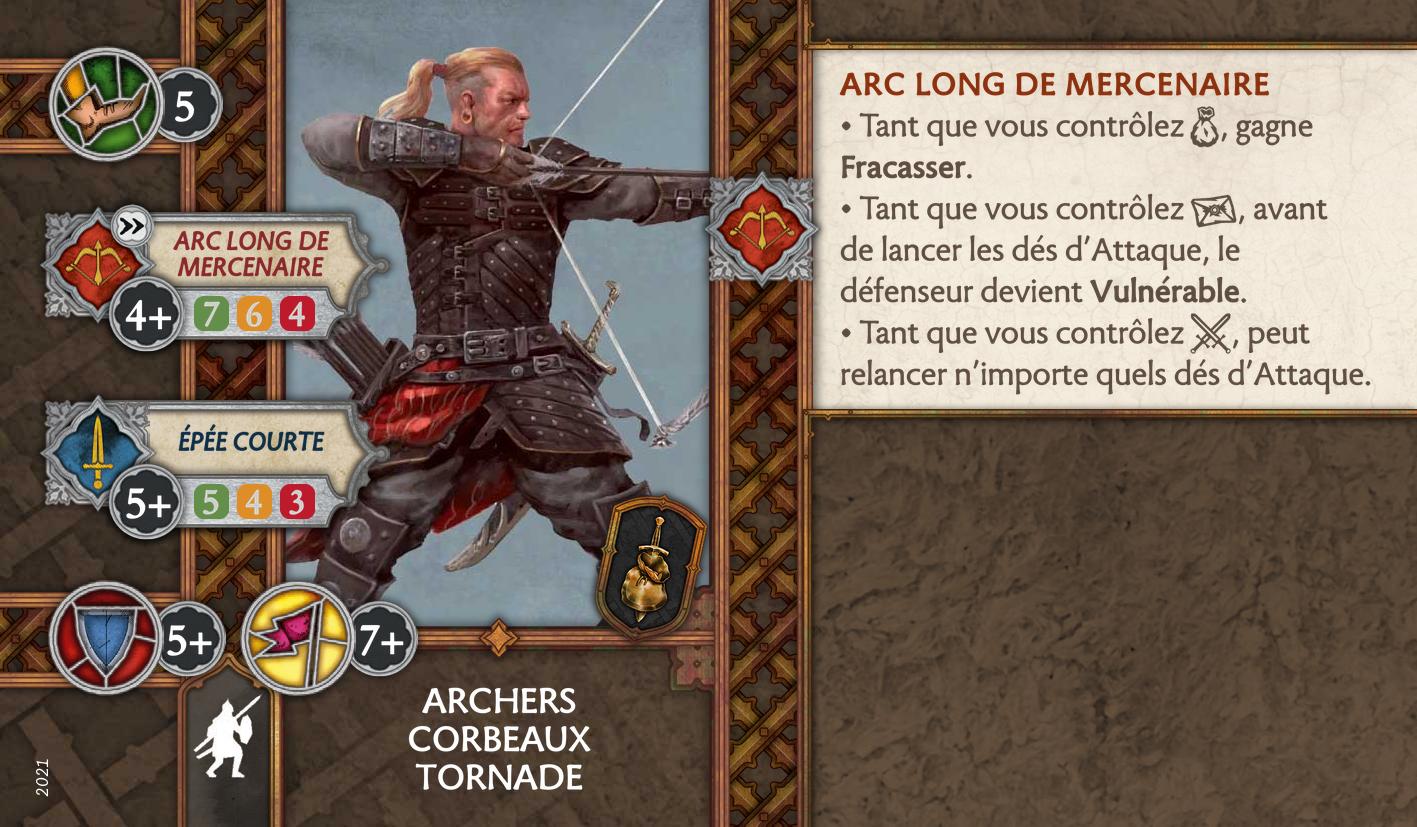 5
ARC LONG DE
MERCENAIRE
4+ 7 6 4
ÉPÉE COURTE
5+ 5 4 3
5+ 7+
ARCHERS
CORBEAUX
TORNADE
2021
ARC LONG DE MERCENAIRE
• Tant que vous contrôlez , gagne
Fracasser.
• Tant que vous contrôlez , avant
de lancer les dés d'Attaque, le
défenseur devient Vulnérable.
• Tant que vous contrôlez , peut
relancer n'importe quels dés d'Attaque.